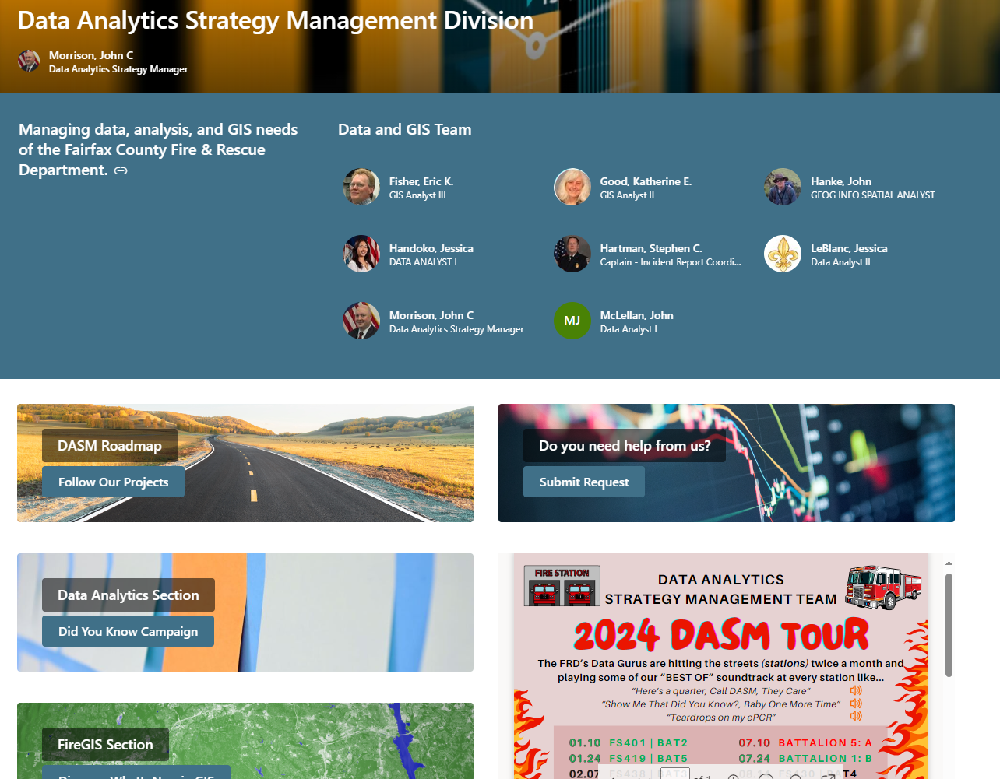 Data Analytics Strategy Management Division
Morrison, John C
Data Analytics Strategy Manager
Managing data, analysis, and GIS needs
of the Fairfax County Fire & Rescue
Department.
Data and GIS Team
Fisher, Eric K.
GIS Analyst III
Good, Katherine E.
GIS Analyst II
Hanke, John
GEOG INFO SPATIAL ANALYST
Handoko, Jessica
DATA ANALYST I
Hartman, Stephen C.
Captain - Incident Report Coordi...
LeBlanc, Jessica
Data Analyst II
Morrison, John C
Data Analytics Strategy Manager
MJ
McLellan, John
Data Analyst I
DASM Roadmap
Follow Our Projects
Do you need help from us?
Submit Request
Data Analytics Section
Did You Know Campaign
FireGIS Section
FIRE STATION
DATA ANALYTICS
STRATEGY MANAGEMENT TEAM
2024 DASM TOUR
The FRD's Data Gurus are hitting the streets (stations) twice a month and
playing some of our “BEST OF” soundtrack at every station like...
“Here's a quarter, Call DASM, They Care”
“Show Me That Did You Know?, Baby One More Time”
“Teardrops on my ePCR”
01.10 FS401 | BAT2
07.10 BATTALION 5: A
01.24 FS419 | BAT5
07.24 BATTALION 1: B
02.07 FS438 | BAT3
of 1